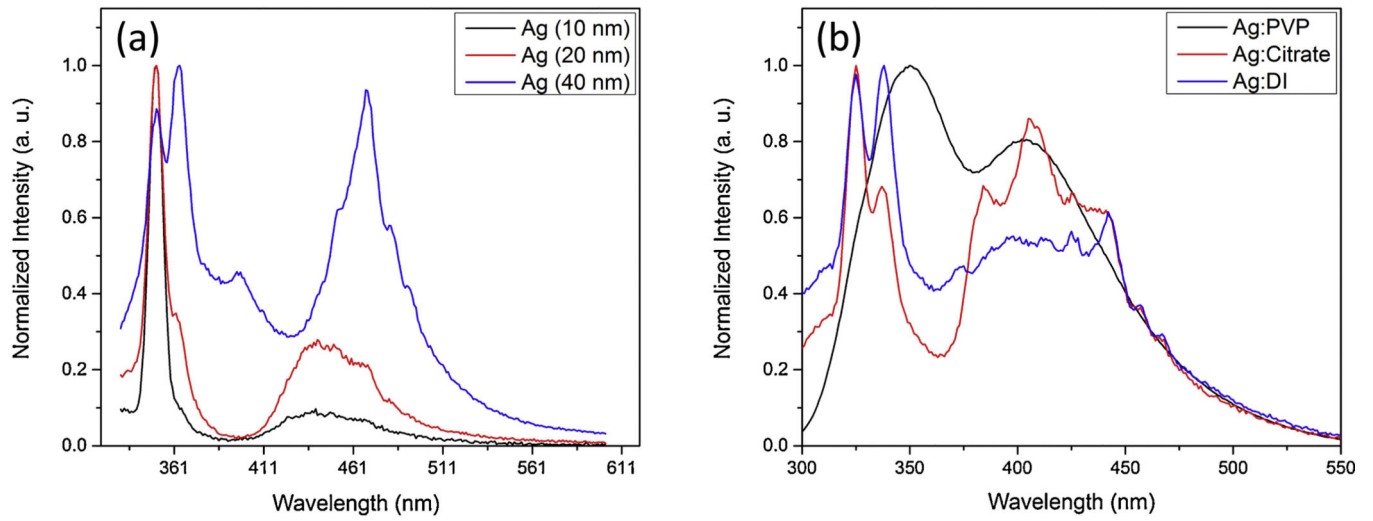 (a)
Ag (10 nm)
Ag (20 nm)
Ag (40 nm)
1.0
0.8
0.6
0.4
0.2
0.0
Normalized Intensity (a. u.)
361 411 461 511 561 611
Wavelength (nm)
(b)
Ag:PVP
Ag:Citrate
Ag:DI
1.0
0.8
0.6
0.4
0.2
0.0
Normalized Intensity (a. u.)
300 350 400 450 500 550
Wavelength (nm)